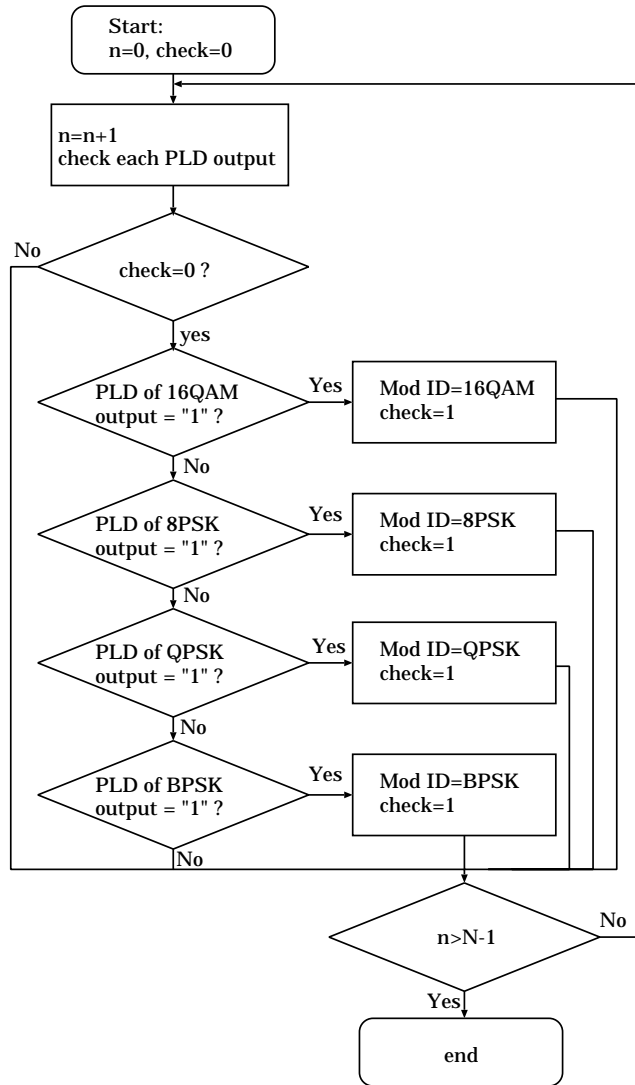 Start:
n=0, check=0
n=n+1
check each PLD output
No
check=0 ?
yes
PLD of 16QAM
output = "1" ?
Yes
Mod ID=16QAM
check=1
No
PLD of 8PSK
output = "1" ?
Yes
Mod ID=8PSK
check=1
No
PLD of QPSK
output = "1" ?
Yes
Mod ID=QPSK
check=1
No
PLD of BPSK
output = "1" ?
Yes
Mod ID=BPSK
check=1
No
n>N-1
No
Yes
end